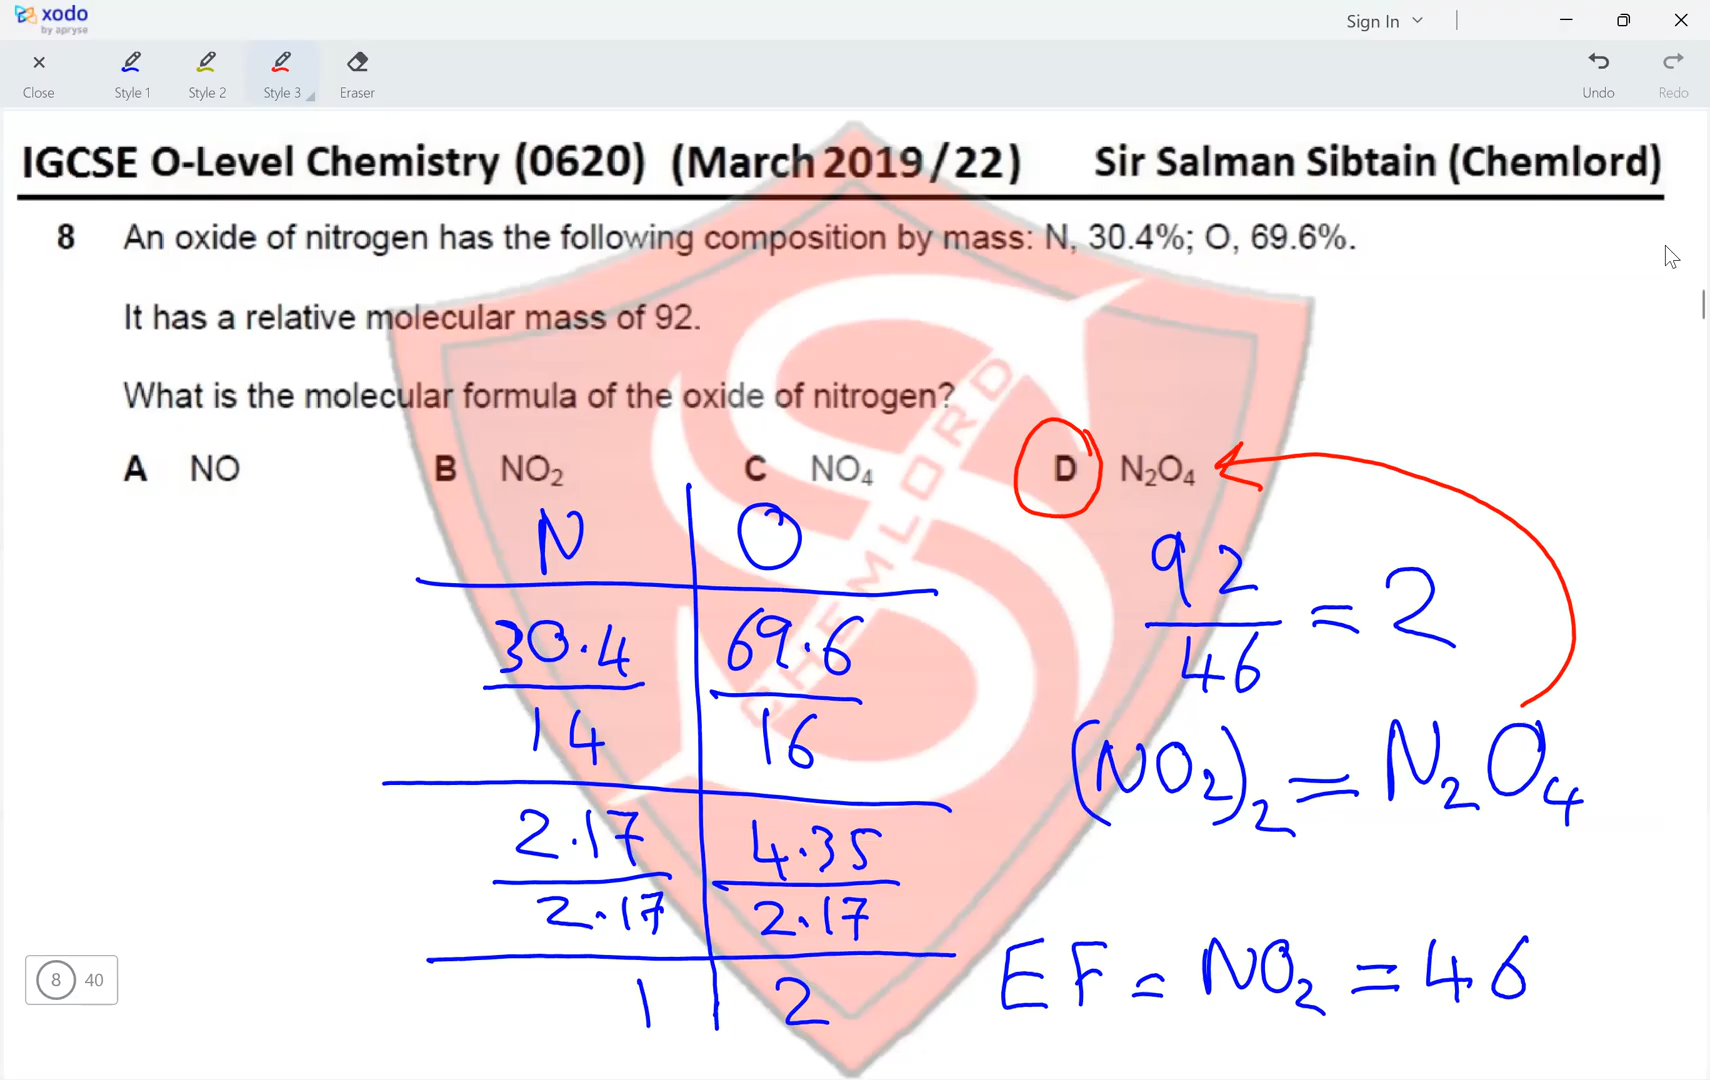 xodo
by apryse
Sign In
Close
Style 1
Style 2
Style 3
Eraser
Undo
Redo
IGCSE O-Level Chemistry (0620) (March 2019/22) Sir Salman Sibtain (Chemlord)
8 An oxide of nitrogen has the following composition by mass: N, 30.4%; O, 69.6%.
It has a relative molecular mass of 92.
What is the molecular formula of the oxide of nitrogen?
A NO B NO₂ C NO₄ D N₂O₄
CHEMLORD
N O
30.4 69.6
14 16
2.17 4.35
2.17 2.17
1 2
92
46
= 2
(NO₂)₂ = N₂O₄
EF = NO₂ = 46
8 40